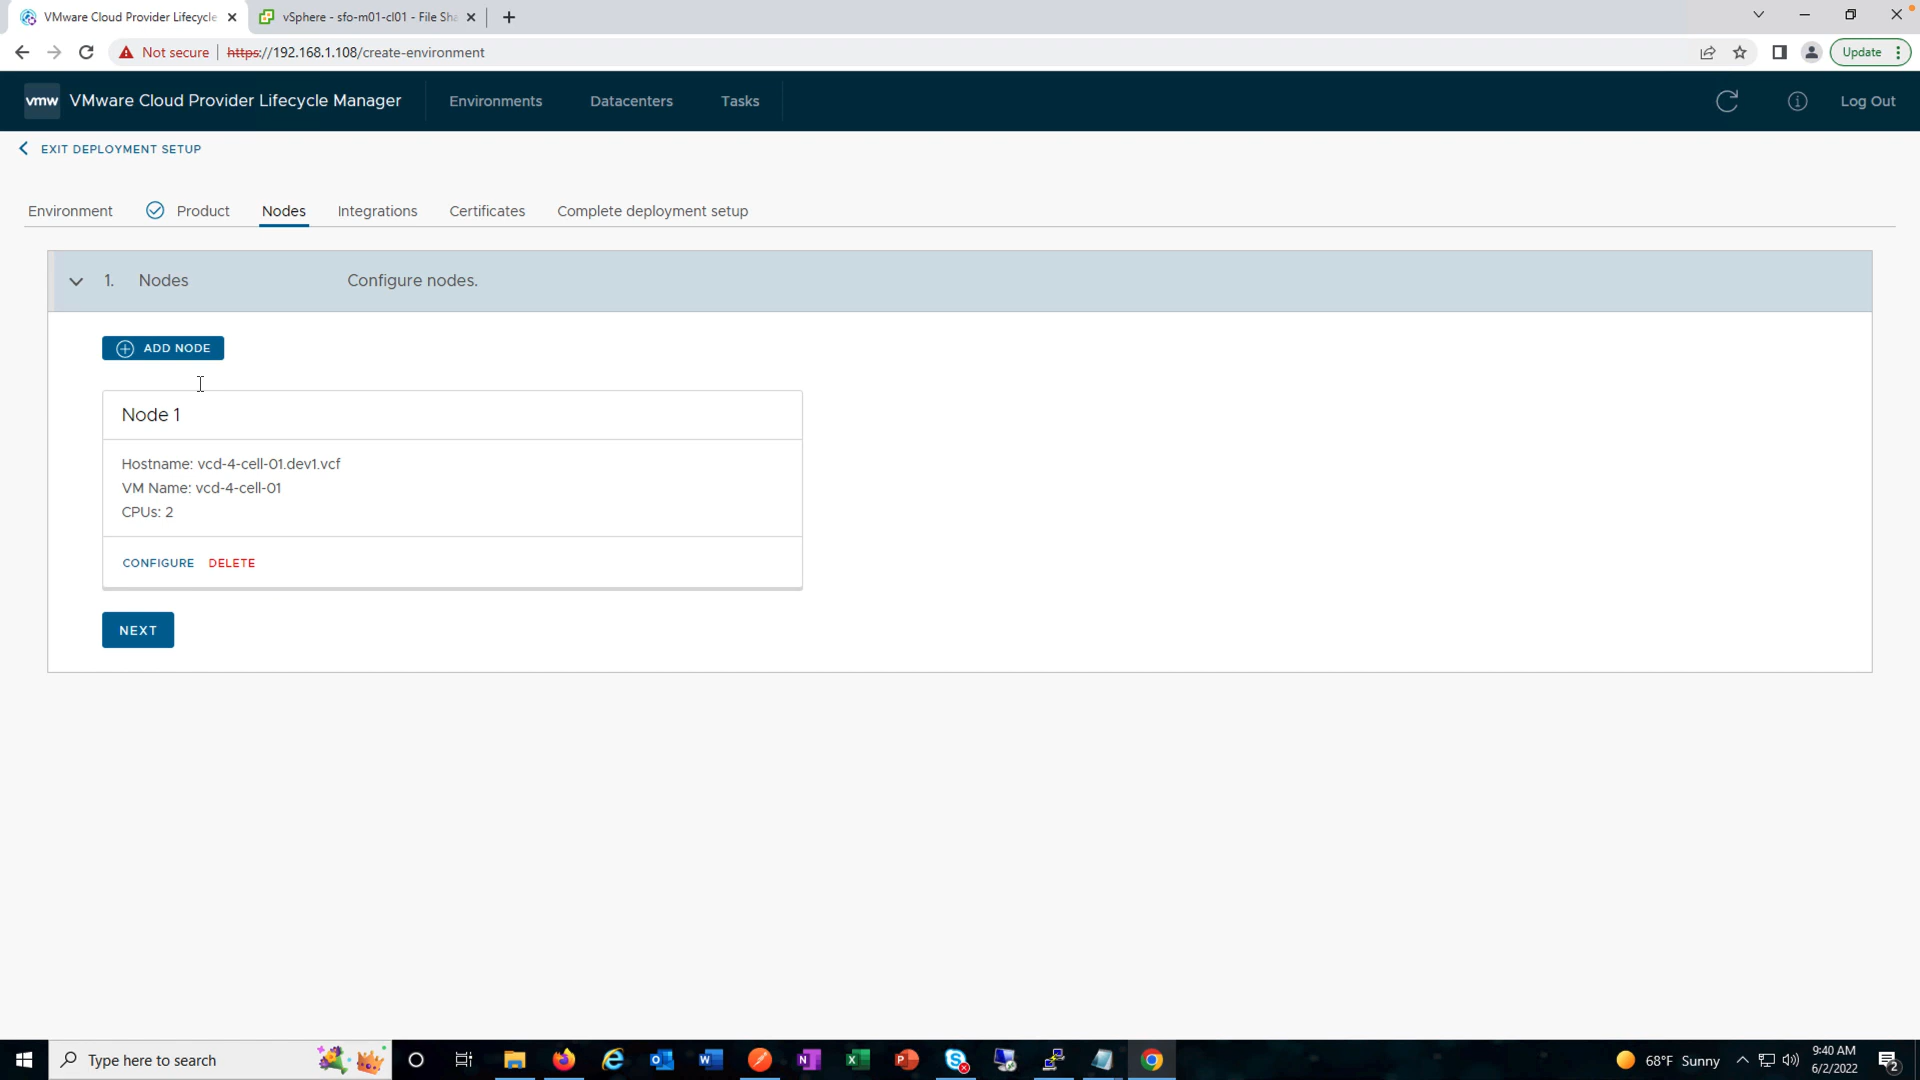 VMware Cloud Provider Lifecycle
vSphere - sfo-m01-cl01 - File Sha
Not secure
https://192.168.1.108/create-environment
Update
vmw VMware Cloud Provider Lifecycle Manager
Environments
Datacenters
Tasks
Log Out
EXIT DEPLOYMENT SETUP
Environment
Product
Nodes
Integrations
Certificates
Complete deployment setup
1. Nodes
Configure nodes.
ADD NODE
Node 1
Hostname: vcd-4-cell-01.dev1.vcf
VM Name: vcd-4-cell-01
CPUs: 2
CONFIGURE DELETE
NEXT
Type here to search
68°F Sunny
9:40 AM
6/2/2022
2